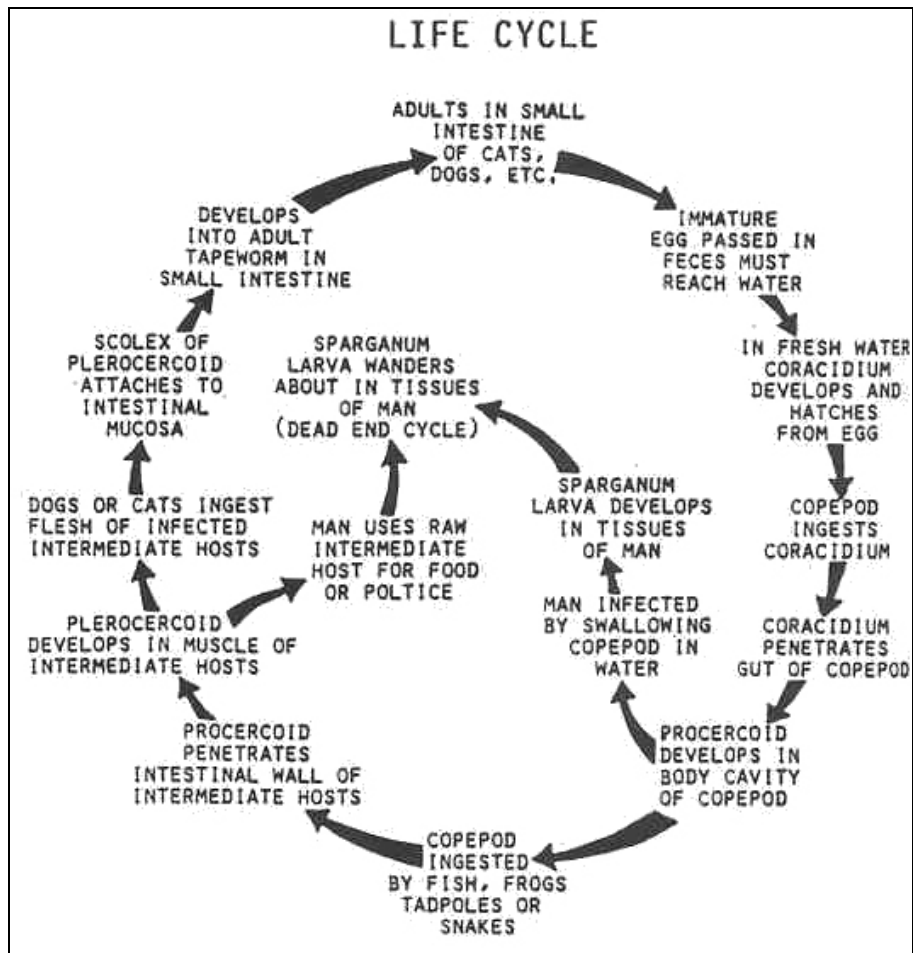 LIFE CYCLE
ADULTS IN SMALL
INTESTINE
OF CATS,
DOGS, ETC.
IMMATURE
EGG PASSED IN
FECES MUST
REACH WATER
IN FRESH WATER
CORACIDIUM
DEVELOPS AND
HATCHES
FROM EGG
COPEPOD
INGESTS
CORACIDIUM
CORACIDIUM
PENETRATES
GUT OF COPEPOD
PROCERCOID
DEVELOPS IN
BODY CAVITY
OF COPEPOD
COPEPOD
INGESTED
BY FISH, FROGS
TADPOLES OR
SNAKES
PROCERCOID
PENETRATES
INTESTINAL WALL OF
INTERMEDIATE HOSTS
PLEROCERCOID
DEVELOPS IN MUSCLE OF
INTERMEDIATE HOSTS
DOGS OR CATS INGEST
FLESH OF INFECTED
INTERMEDIATE HOSTS
SCOLEX OF
PLEROCERCOID
ATTACHES TO
INTESTINAL
MUCOSA
DEVELOPS
INTO ADULT
TAPEWORM IN
SMALL INTESTINE
MAN USES RAW
INTERMEDIATE
HOST FOR FOOD
OR POLTICE
SPARGANUM
LARVA WANDERS
ABOUT IN TISSUES
OF MAN
(DEAD END CYCLE)
MAN INFECTED
BY SWALLOWING
COPEPOD IN
WATER
SPARGANUM
LARVA DEVELOPS
IN TISSUES
OF MAN